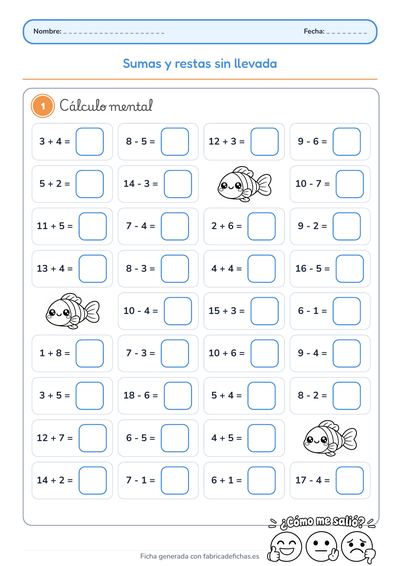 Nombre: Fecha:
Sumas y restas sin llevada
1 Cálculo mental
3 + 4 = 8 - 5 = 12 + 3 = 9 - 6 =
5 + 2 = 14 - 3 = 10 - 7 =
11 + 5 = 7 - 4 = 2 + 6 = 9 - 2 =
13 + 4 = 8 - 3 = 4 + 4 = 16 - 5 =
10 - 4 = 15 + 3 = 6 - 1 =
1 + 8 = 7 - 3 = 10 + 6 = 9 - 4 =
3 + 5 = 18 - 6 = 5 + 4 = 8 - 2 =
12 + 7 = 6 - 5 = 4 + 5 =
14 + 2 = 7 - 1 = 6 + 1 = 17 - 4 =
¿Cómo me salió?
Ficha generada con fabricadefichas.es